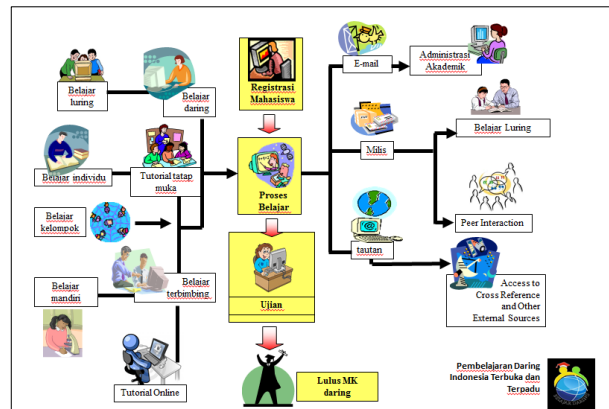 Belajar
luring
Belajar
daring
Registrasi
Mahasiswa
E-mail
Administrasi
Akademik
Belajar individu
Tutorial tatap
muka
Proses
Belajar
Milis
Belajar Luring
Peer Interaction
Belajar
kelompok
tautan
Belajar
mandiri
Belajar
terbimbing
Ujian
Access to
Cross Reference
and Other
External Sources
Tutorial Online
Lulus MK
daring
Pembelajaran Daring
Indonesia Terbuka dan
Terpadu